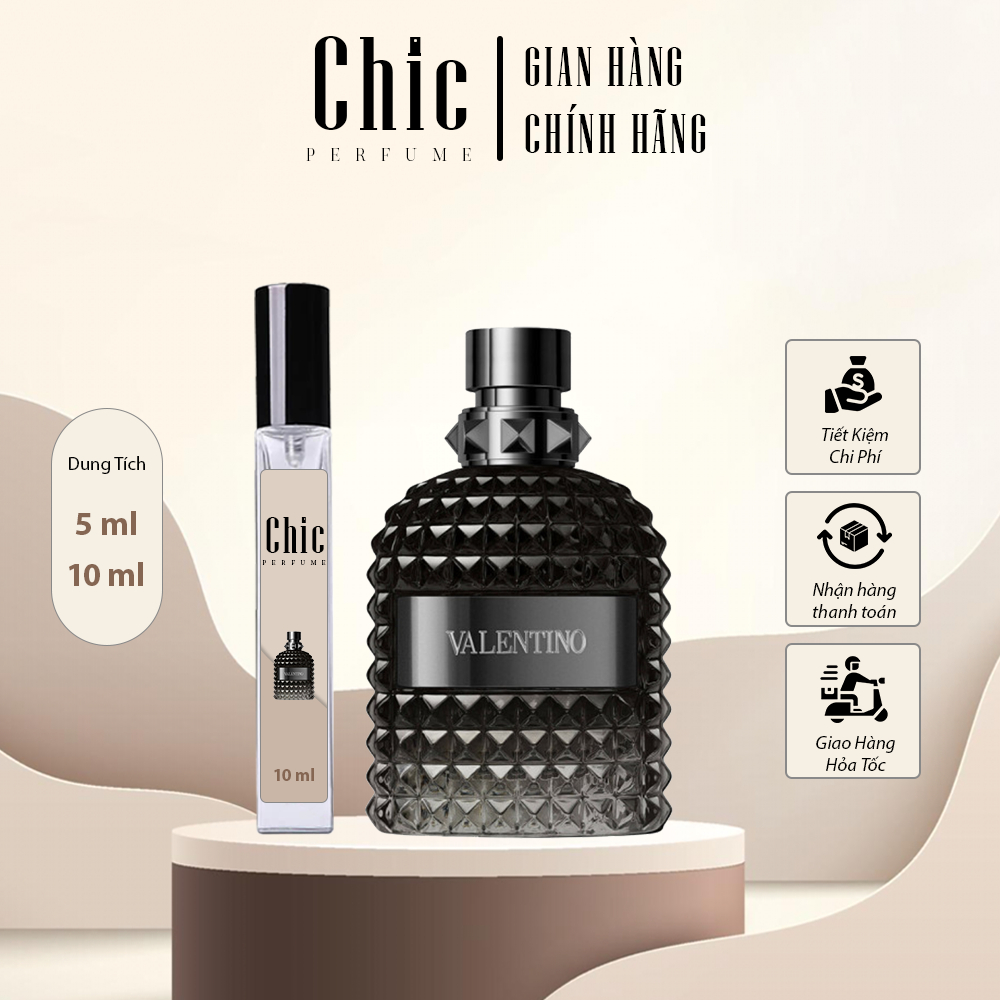 Chic
PERFUME
GIAN HÀNG
CHÍNH HÃNG
Dung Tích
5 ml
10 ml
Chic
PERFUME
VALENTINO
10 ml
VALENTINO
Tiết Kiệm
Chi Phí
Nhận hàng
thanh toán
Giao Hàng
Hỏa Tốc